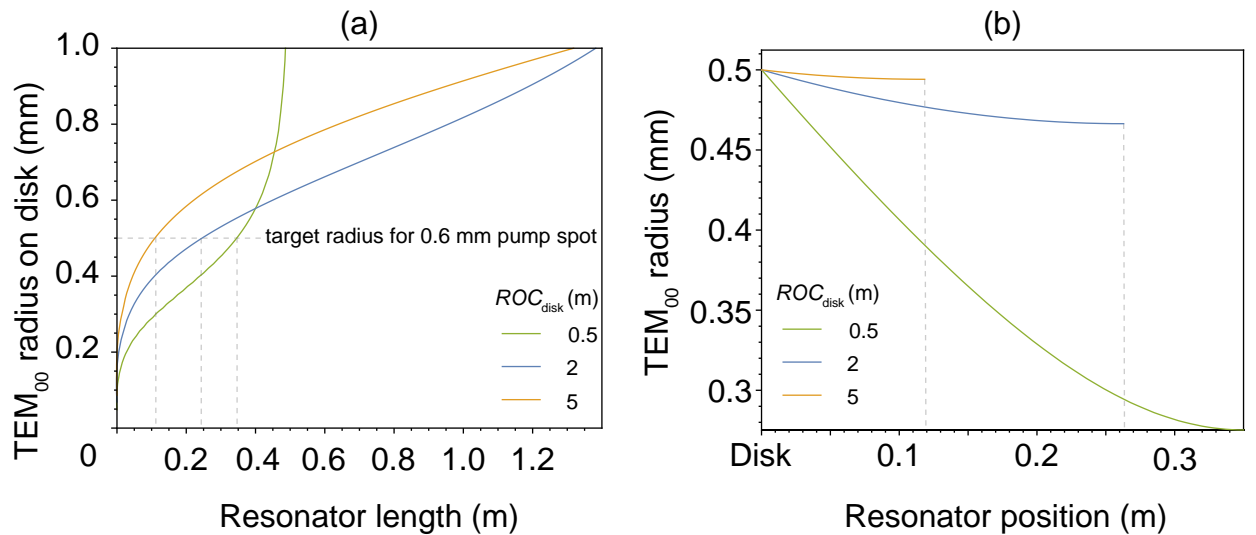 (a)
TEM00 radius on disk (mm)
1.0
0.8
0.6
0.4
0.2
0
0.2
0.4
0.6
0.8
1.0
1.2
Resonator length (m)
target radius for 0.6 mm pump spot
ROCdisk (m)
0.5
2
5
(b)
TEM00 radius (mm)
0.5
0.45
0.4
0.35
0.3
Disk
0.1
0.2
0.3
Resonator position (m)
ROCdisk (m)
0.5
2
5